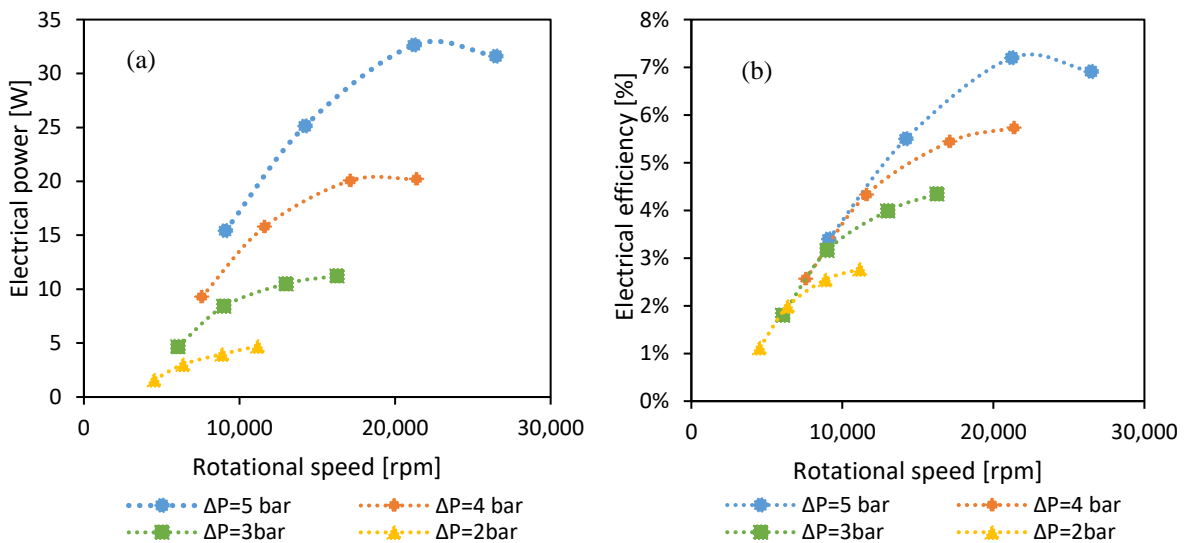 (a)
Electrical power [W]
35
30
25
20
15
10
5
0
0 10,000 20,000 30,000
Rotational speed [rpm]
ΔP=5 bar ΔP=4 bar
ΔP=3bar ΔP=2bar
(b)
Electrical efficiency [%]
8%
7%
6%
5%
4%
3%
2%
1%
0%
0 10,000 20,000 30,000
Rotational speed [rpm]
ΔP=5 bar ΔP=4 bar
ΔP=3bar ΔP=2bar